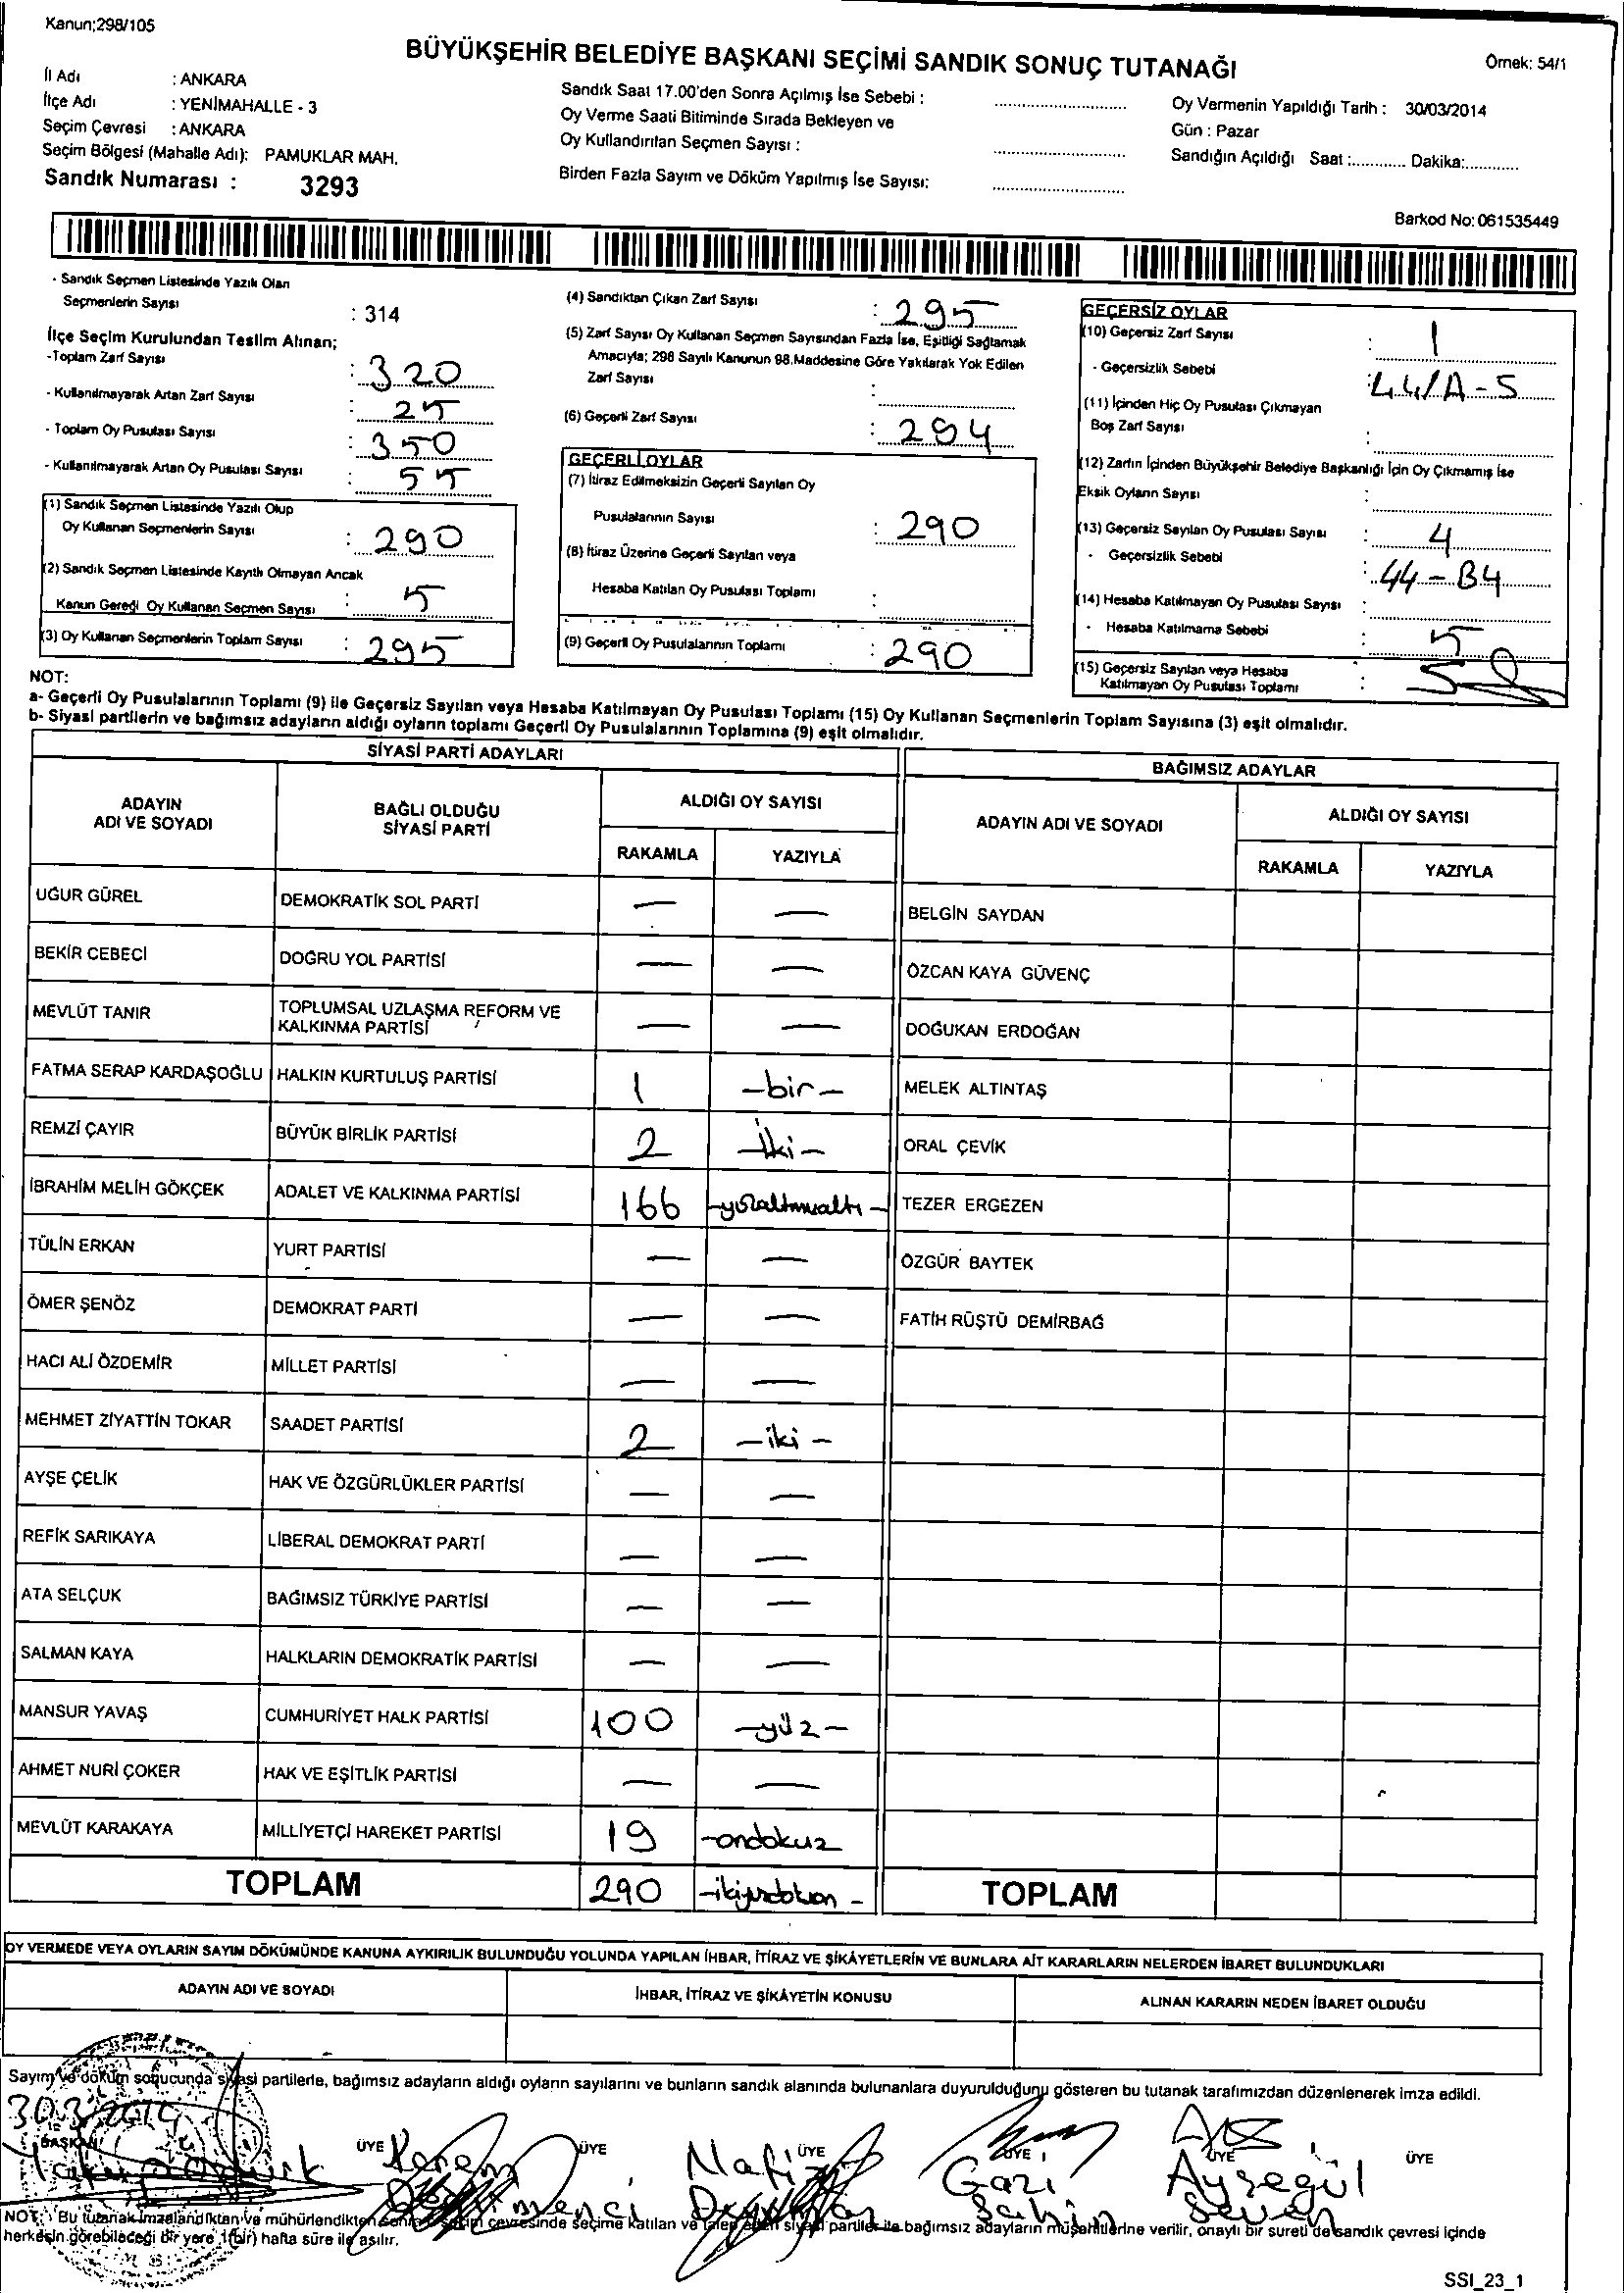 Kanun;298/105
BÜYÜKŞEHİR BELEDİYE BAŞKANI SEÇİMİ SANDIK SONUÇ TUTANAĞI
Örnek: 54/1
İl Adı : ANKARA
İlçe Adı : YENİMAHALLE - 3
Seçim Çevresi : ANKARA
Seçim Bölgesi (Mahalle Adı): PAMUKLAR MAH.
Sandık Numarası : 3293
Sandık Saat 17.00'den Sonra Açılmış İse Sebebi :
Oy Verme Saati Bitiminde Sırada Bekleyen ve
Oy Kullandırılan Seçmen Sayısı :
Birden Fazla Sayım ve Döküm Yapılmış İse Sayısı:
Oy Vermenin Yapıldığı Tarih : 30/03/2014
Gün : Pazar
Sandığın Açıldığı Saat :............ Dakika:............
Barkod No: 061535449
- Sandık Seçmen Listesinde Yazılı Olan
Seçmenlerin Sayısı : 314
İlçe Seçim Kurulundan Teslim Alınan;
-Toplam Zarf Sayısı : 320
- Kullanılmayarak Artan Zarf Sayısı : 25
- Toplam Oy Pusulası Sayısı : 350
- Kullanılmayarak Artan Oy Pusulası Sayısı : 55
(1) Sandık Seçmen Listesinde Yazılı Olup
Oy Kullanan Seçmenlerin Sayısı : 290
(2) Sandık Seçmen Listesinde Kayıtlı Olmayan Ancak
Kanun Gereği Oy Kullanan Seçmen Sayısı : 5
(3) Oy Kullanan Seçmenlerin Toplam Sayısı : 295
(4) Sandıktan Çıkan Zarf Sayısı : 295
(5) Zarf Sayısı Oy Kullanan Seçmen Sayısından Fazla İse, Eşitliği Sağlamak
Amacıyla; 298 Sayılı Kanunun 98.Maddesine Göre Yakılarak Yok Edilen
Zarf Sayısı :
(6) Geçerli Zarf Sayısı : 294
GEÇERLİ OYLAR
(7) İtiraz Edilmeksizin Geçerli Sayılan Oy
Pusulalarının Sayısı : 290
(8) İtiraz Üzerine Geçerli Sayılan veya
Hesaba Katılan Oy Pusulası Toplamı :
(9) Geçerli Oy Pusulalarının Toplamı : 290
GEÇERSİZ OYLAR
(10) Geçersiz Zarf Sayısı : 1
- Geçersizlik Sebebi : 44/A-5
(11) İçinden Hiç Oy Pusulası Çıkmayan
Boş Zarf Sayısı :
(12) Zarfın İçinden Büyükşehir Belediye Başkanlığı İçin Oy Çıkmamış İse
Eksik Oyların Sayısı :
(13) Geçersiz Sayılan Oy Pusulası Sayısı : 4
- Geçersizlik Sebebi : 44-B4
(14) Hesaba Katılmayan Oy Pusulası Sayısı :
- Hesaba Katılmama Sebebi : 5
(15) Geçersiz Sayılan veya Hesaba
Katılmayan Oy Pusulası Toplamı :
NOT:
a- Geçerli Oy Pusulalarının Toplamı (9) ile Geçersiz Sayılan veya Hesaba Katılmayan Oy Pusulası Toplamı (15) Oy Kullanan Seçmenlerin Toplam Sayısına (3) eşit olmalıdır.
b- Siyasi partilerin ve bağımsız adayların aldığı oyların toplamı Geçerli Oy Pusulalarının Toplamına (9) eşit olmalıdır.
SİYASİ PARTİ ADAYLARI
BAĞIMSIZ ADAYLAR
ADAYIN ADI VE SOYADI
BAĞLI OLDUĞU SİYASİ PARTİ
ALDIĞI OY SAYISI
RAKAMLA YAZIYLA
ADAYIN ADI VE SOYADI
ALDIĞI OY SAYISI
RAKAMLA YAZIYLA
UĞUR GÜREL DEMOKRATİK SOL PARTİ — — BELGİN SAYDAN
BEKİR CEBECİ DOĞRU YOL PARTİSİ — — ÖZCAN KAYA GÜVENÇ
MEVLÜT TANIR TOPLUMSAL UZLAŞMA REFORM VE KALKINMA PARTİSİ — — DOĞUKAN ERDOĞAN
FATMA SERAP KARDAŞOĞLU HALKIN KURTULUŞ PARTİSİ 1 -bir- MELEK ALTINTAŞ
REMZİ ÇAYIR BÜYÜK BİRLİK PARTİSİ 2 -İki- ORAL ÇEVİK
İBRAHİM MELİH GÖKÇEK ADALET VE KALKINMA PARTİSİ 166 -yüzaltmışaltı- TEZER ERGEZEN
TÜLİN ERKAN YURT PARTİSİ — — ÖZGÜR BAYTEK
ÖMER ŞENÖZ DEMOKRAT PARTİ — — FATİH RÜŞTÜ DEMİRBAĞ
HACI ALİ ÖZDEMİR MİLLET PARTİSİ — —
MEHMET ZİYATTİN TOKAR SAADET PARTİSİ 2 -iki-
AYŞE ÇELİK HAK VE ÖZGÜRLÜKLER PARTİSİ — —
REFİK SARIKAYA LİBERAL DEMOKRAT PARTİ — —
ATA SELÇUK BAĞIMSIZ TÜRKİYE PARTİSİ — —
SALMAN KAYA HALKLARIN DEMOKRATİK PARTİSİ — —
MANSUR YAVAŞ CUMHURİYET HALK PARTİSİ 100 -yüz-
AHMET NURİ ÇOKER HAK VE EŞİTLİK PARTİSİ — —
MEVLÜT KARAKAYA MİLLİYETÇİ HAREKET PARTİSİ 19 -ondokuz
TOPLAM 290 -ikiyüzdoksan- TOPLAM
OY VERMEDE VEYA OYLARIN SAYIM DÖKÜMÜNDE KANUNA AYKIRILIK BULUNDUĞU YOLUNDA YAPILAN İHBAR, İTİRAZ VE ŞİKÂYETLERİN VE BUNLARA AİT KARARLARIN NELERDEN İBARET BULUNDUKLARI
ADAYIN ADI VE SOYADI İHBAR, İTİRAZ VE ŞİKÂYETİN KONUSU ALINAN KARARIN NEDEN İBARET OLDUĞU
Sayım ve döküm sonucunda siyasi partilerle, bağımsız adayların aldığı oyların sayılarını ve bunların sandık alanında bulunanlara duyurulduğunu gösteren bu tutanak tarafımızdan düzenlenerek imza edildi.
30.3.2014
BAŞKAN ÜYE ÜYE ÜYE ÜYE ÜYE ÜYE
Kerem Nafiz Gazi Şahin Ayşegül Seven
NOT: Bu tutanak imzalandıktan ve mühürlendikten sonra seçim çevresinde seçime katılan ve talep eden siyasi partiler ile bağımsız adayların müşahitlerine verilir, onaylı bir sureti de sandık çevresi içinde
herkesin görebileceği bir yere 1(bir) hafta süre ile asılır.
SSI_23_1